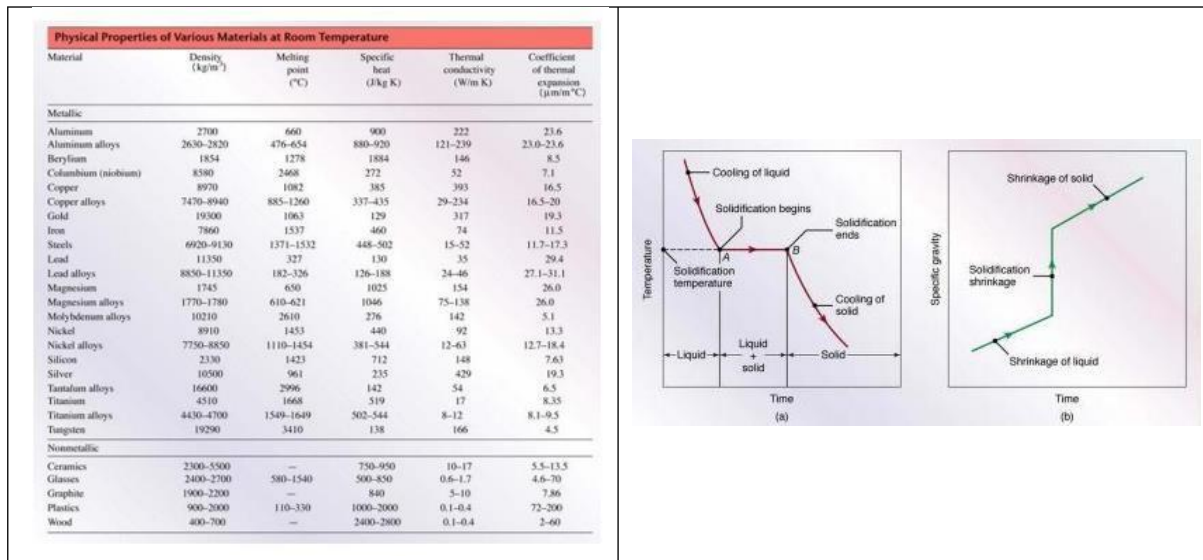 Physical Properties of Various Materials at Room Temperature
Material Density (kg/m³) Melting point (°C) Specific heat (J/kg K) Thermal conductivity (W/m K) Coefficient of thermal expansion (μm/m°C)
Metallic
Aluminum 2700 660 900 222 23.6
Aluminum alloys 2630–2820 476–654 880–920 121–239 23.0–23.6
Berylium 1854 1278 1884 146 8.5
Columbium (niobium) 8580 2468 272 52 7.1
Copper 8970 1082 385 393 16.5
Copper alloys 7470–8940 885–1260 337–435 29–234 16.5–20
Gold 19300 1063 129 317 19.3
Iron 7860 1537 460 74 11.5
Steels 6920–9130 1371–1532 448–502 15–52 11.7–17.3
Lead 11350 327 130 35 29.4
Lead alloys 8850–11350 182–326 126–188 24–46 27.1–31.1
Magnesium 1745 650 1025 154 26.0
Magnesium alloys 1770–1780 610–621 1046 75–138 26.0
Molybdenum alloys 10210 2610 276 142 5.1
Nickel 8910 1453 440 92 13.3
Nickel alloys 7750–8850 1110–1454 381–544 12–63 12.7–18.4
Silicon 2330 1423 712 148 7.63
Silver 10500 961 235 429 19.3
Tantalum alloys 16600 2996 142 54 6.5
Titanium 4510 1668 519 17 8.35
Titanium alloys 4430–4700 1549–1649 502–544 8–12 8.1–9.5
Tungsten 19290 3410 138 166 4.5
Nonmetallic
Ceramics 2300–5500 — 750–950 10–17 5.5–13.5
Glasses 2400–2700 580–1540 500–850 0.6–1.7 4.6–70
Graphite 1900–2200 — 840 5–10 7.86
Plastics 900–2000 110–330 1000–2000 0.1–0.4 72–200
Wood 400–700 — 2400–2800 0.1–0.4 2–60
Temperature
Cooling of liquid
Solidification begins
Solidification
ends
A
B
Solidification
temperature
Cooling of
solid
Liquid
Liquid
+
solid
Solid
Time
(a)
Specific gravity
Shrinkage of solid
Solidification
shrinkage
Shrinkage of liquid
Time
(b)